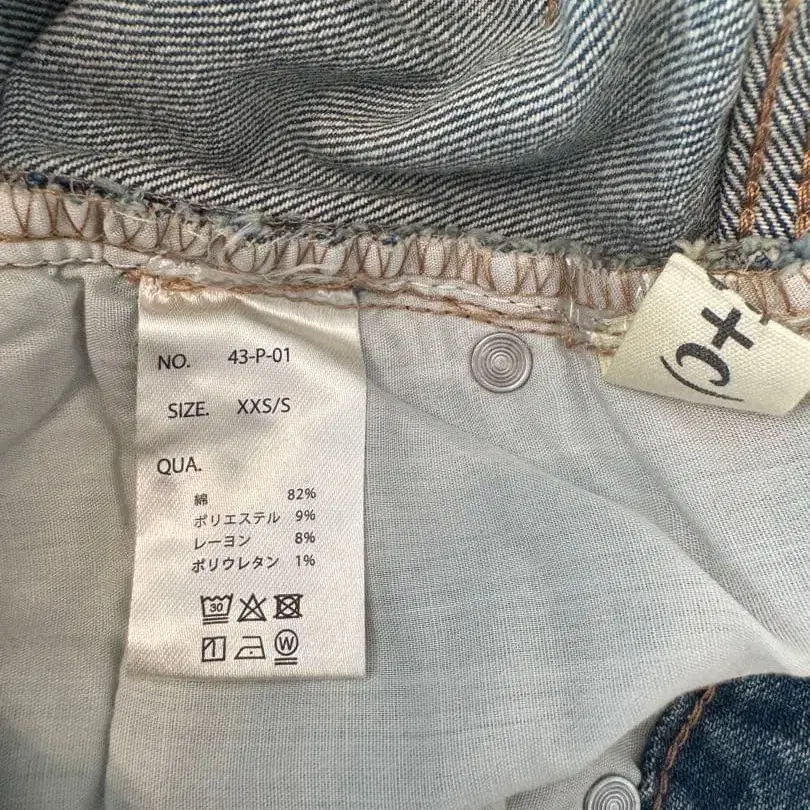 NO. 43-P-01
SIZE. XXS/S
QUA.
綿 82%
ポリエステル 9%
レーヨン 8%
ポリウレタン 1%
30
W
+c)